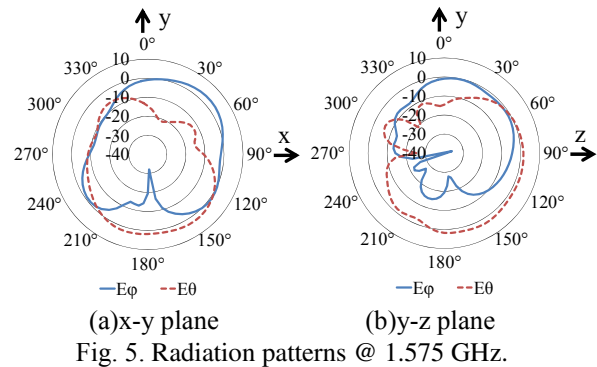 y y
0° 0°
330° 10 30° 330° 10 30°
0 0
300° -10 60° 300° -10 60°
-20 -20
-30 x -30 z
270° -40 90° 270° -40 90°
240° 120° 240° 120°
210° 150° 210° 150°
180° 180°
Eφ Eθ Eφ Eθ
(a)x-y plane (b)y-z plane
Fig. 5. Radiation patterns @ 1.575 GHz.